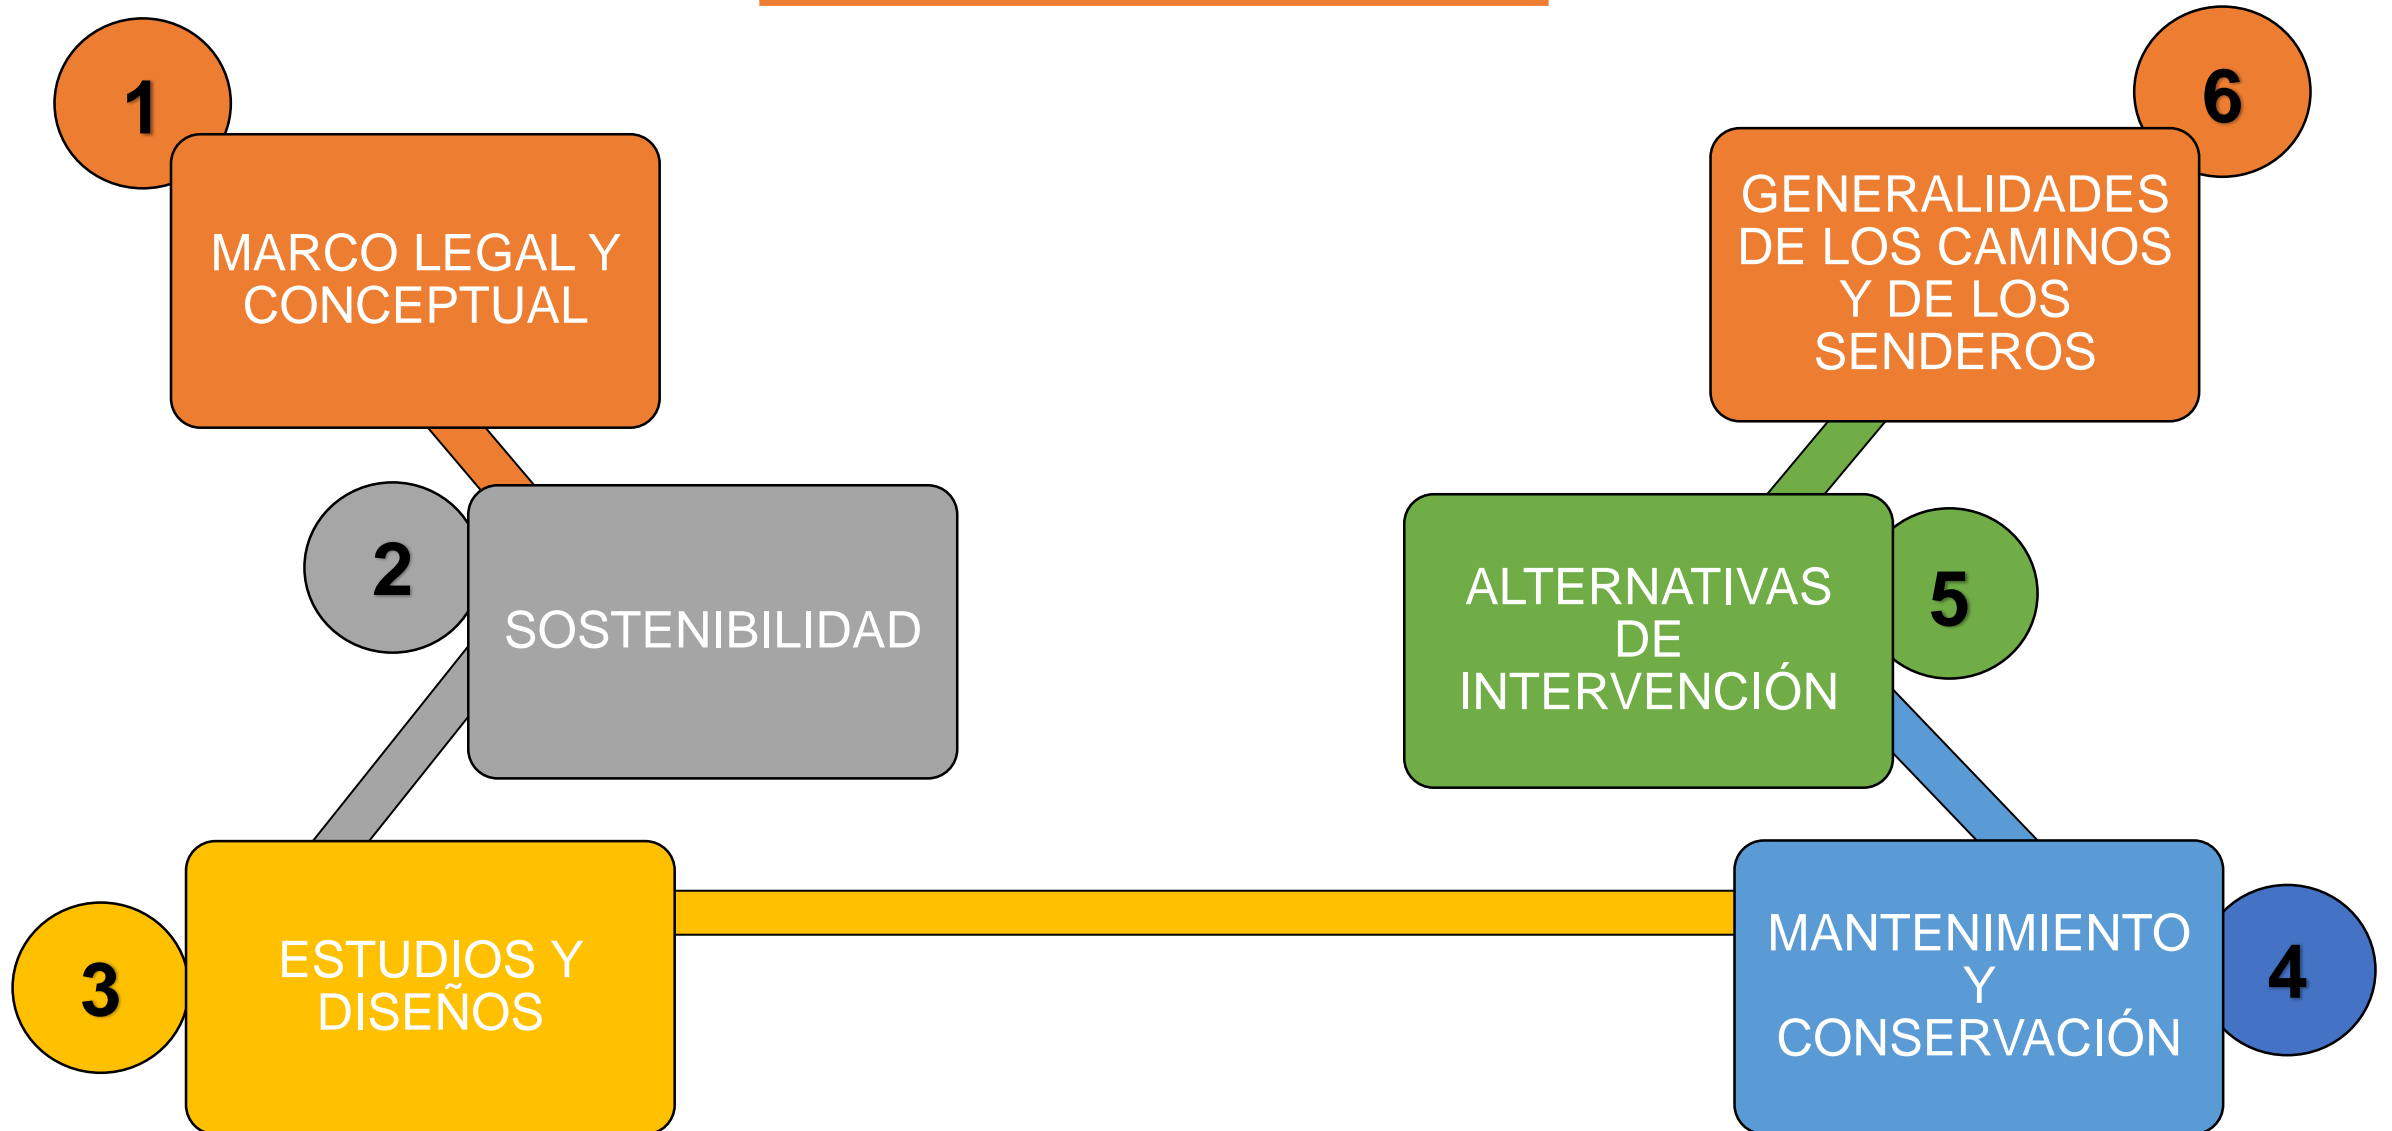 1
MARCO LEGAL Y
CONCEPTUAL
2
SOSTENIBILIDAD
3
ESTUDIOS Y
DISEÑOS
4
MANTENIMIENTO
Y
CONSERVACIÓN
5
ALTERNATIVAS
DE
INTERVENCIÓN
6
GENERALIDADES
DE LOS CAMINOS
Y DE LOS
SENDEROS